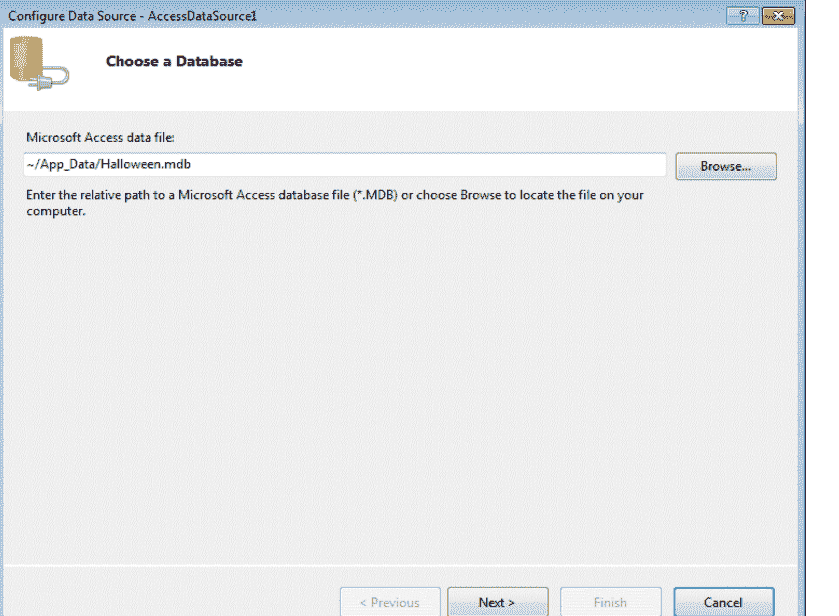 Configure Data Source - AccessDataSource1
Choose a Database
Microsoft Access data file:
~/App_Data/Halloween.mdb
Browse...
Enter the relative path to a Microsoft Access database file (*.MDB) or choose Browse to locate the file on your
computer.
< Previous
Next >
Finish
Cancel